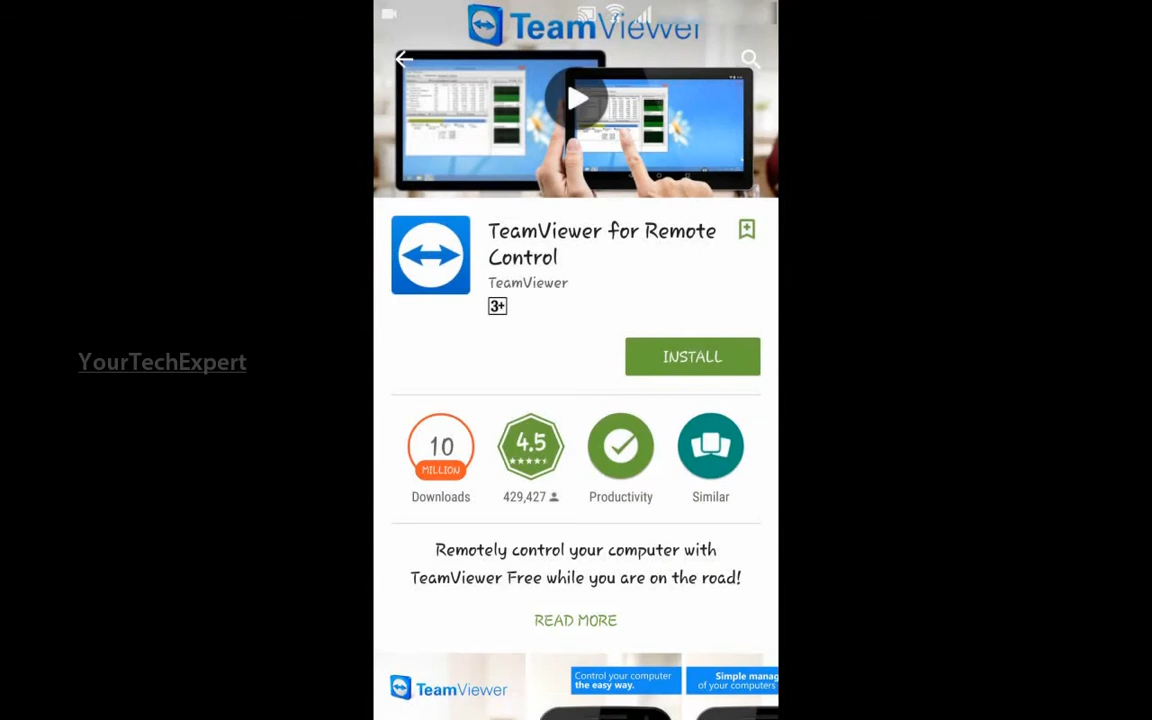 TeamViewer
TeamViewer for Remote
Control
TeamViewer
3+
INSTALL
YourTechExpert
10
MILLION
4.5
Downloads
429,427
Productivity
Similar
Remotely control your computer with
TeamViewer Free while you are on the road!
READ MORE
TeamViewer
Control your computer
the easy way.
Simple manag
of your computers